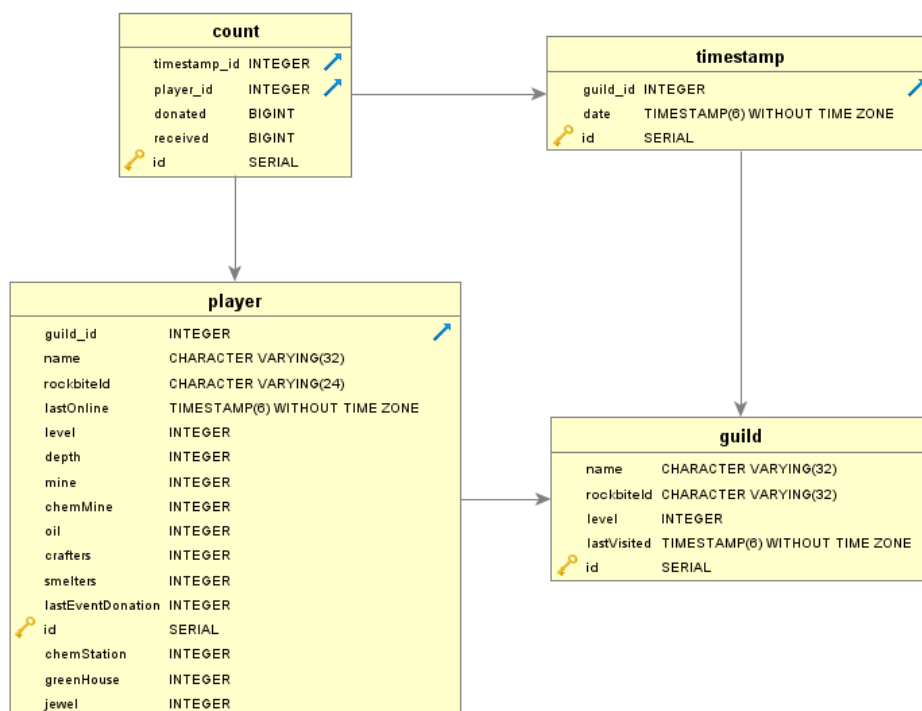 count
timestamp_id INTEGER
player_id INTEGER
donated BIGINT
received BIGINT
id SERIAL
timestamp
guild_id INTEGER
date TIMESTAMP(6) WITHOUT TIME ZONE
id SERIAL
player
guild_id INTEGER
name CHARACTER VARYING(32)
rockbiteId CHARACTER VARYING(24)
lastOnline TIMESTAMP(6) WITHOUT TIME ZONE
level INTEGER
depth INTEGER
mine INTEGER
chemMine INTEGER
oil INTEGER
crafters INTEGER
smelters INTEGER
lastEventDonation INTEGER
id SERIAL
chemStation INTEGER
greenHouse INTEGER
jewel INTEGER
guild
name CHARACTER VARYING(32)
rockbiteId CHARACTER VARYING(32)
level INTEGER
lastVisited TIMESTAMP(6) WITHOUT TIME ZONE
id SERIAL